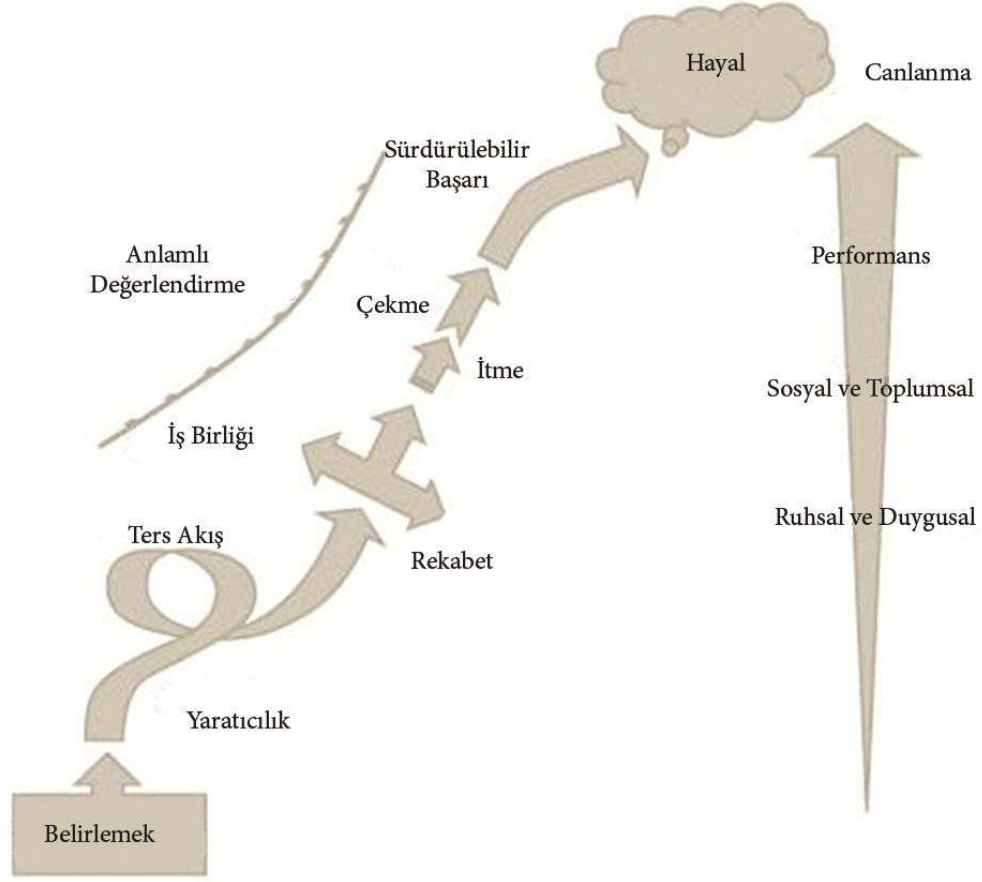 Hayal
Canlanma
Sürdürülebilir
Başarı
Anlamlı
Değerlendirme
Performans
Çekme
İtme
Sosyal ve Toplumsal
İş Birliği
Ruhsal ve Duygusal
Ters Akış
Rekabet
Yaratıcılık
Belirlemek